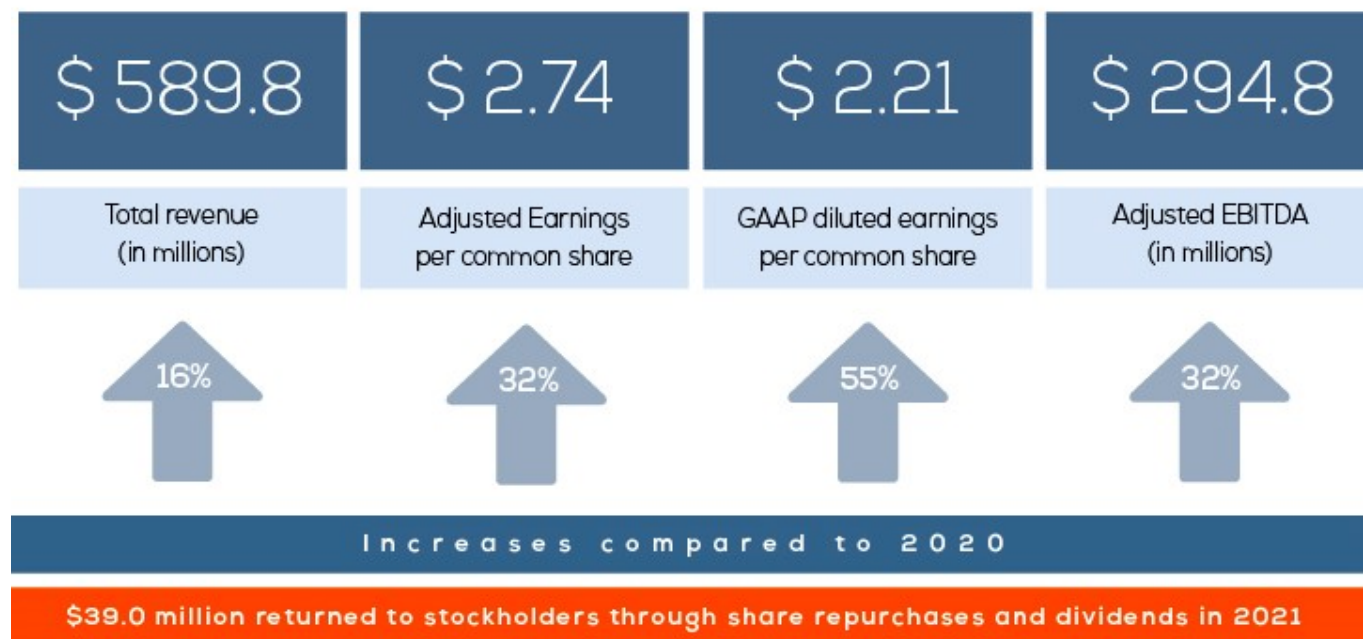 $ 589.8
$ 2.74
$ 2.21
$ 294.8
Total revenue
(in millions)
Adjusted Earnings
per common share
GAAP diluted earnings
per common share
Adjusted EBITDA
(in millions)
16%
32%
55%
32%
Increases compared to 2020
$39.0 million returned to stockholders through share repurchases and dividends in 2021